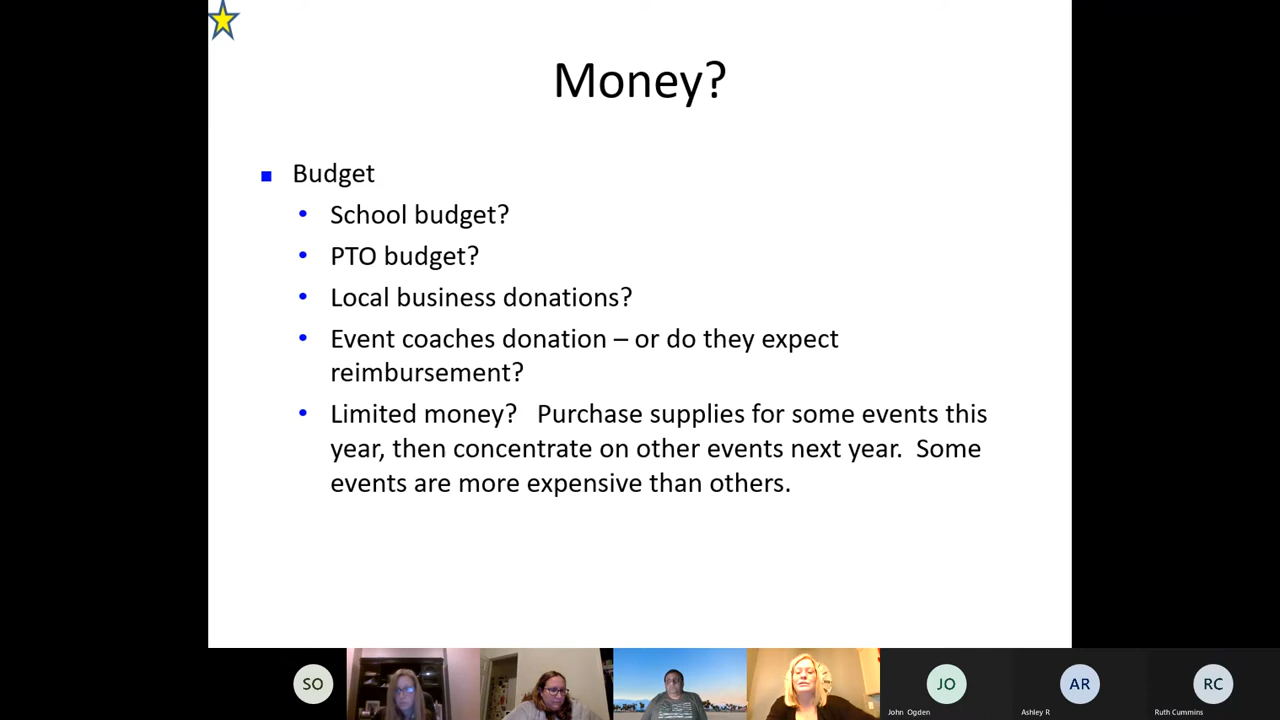 Money?
Budget
School budget?
PTO budget?
Local business donations?
Event coaches donation – or do they expect
reimbursement?
Limited money?   Purchase supplies for some events this
year, then concentrate on other events next year.  Some
events are more expensive than others.
SO
JO
AR
RC
John Ogden
Ashley R
Ruth Cummins